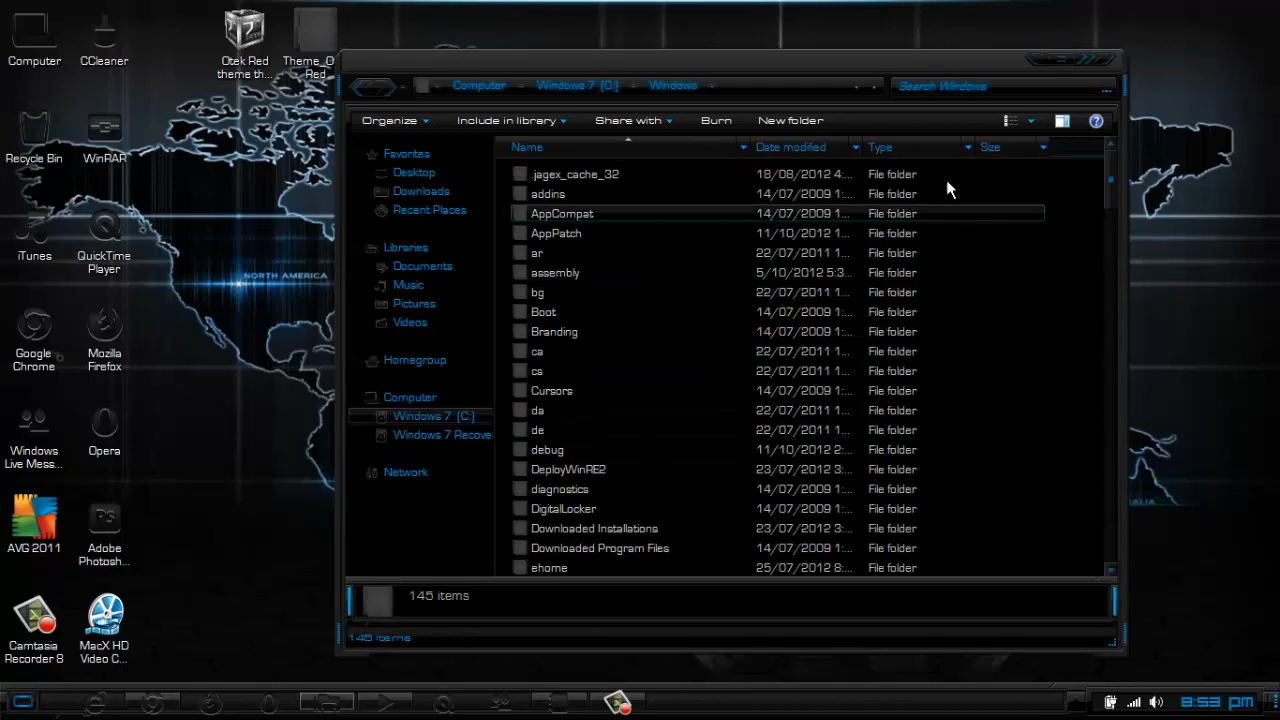 Computer
CCleaner
Otek Red
theme th...
Theme_O
Red
Recycle Bin
WinRAR
iTunes
QuickTime
Player
NORTH AMERICA
Google
Chrome
Mozilla
Firefox
Windows
Live Mess...
Opera
AVG 2011
Adobe
Photosh...
Camtasia
Recorder 8
MacX HD
Video C...
Computer Windows 7 (C:) Windows
Search Windows
Organize Include in library Share with Burn New folder
Favorites
Desktop
Downloads
Recent Places
Libraries
Documents
Music
Pictures
Videos
Homegroup
Computer
Windows 7 (C:)
Windows 7 Recove
Network
Name Date modified Type Size
.jagex_cache_32 18/08/2012 4:... File folder
addins 14/07/2009 1:... File folder
AppCompat 14/07/2009 1... File folder
AppPatch 11/10/2012 2:... File folder
ar 22/07/2011 1... File folder
assembly 5/10/2012 5:3... File folder
bg 22/07/2011 1... File folder
Boot 14/07/2009 1:... File folder
Branding 14/07/2009 1:... File folder
ca 22/07/2011 1... File folder
cs 22/07/2011 1... File folder
Cursors 14/07/2009 1:... File folder
da 22/07/2011 1... File folder
de 22/07/2011 1... File folder
debug 11/10/2012 2:... File folder
DeployWinRE2 23/07/2012 3:... File folder
diagnostics 14/07/2009 1:... File folder
DigitalLocker 14/07/2009 1:... File folder
Downloaded Installations 23/07/2012 3:... File folder
Downloaded Program Files 14/07/2009 1:... File folder
ehome 25/07/2012 8:... File folder
145 items
145 items
8:53 pm